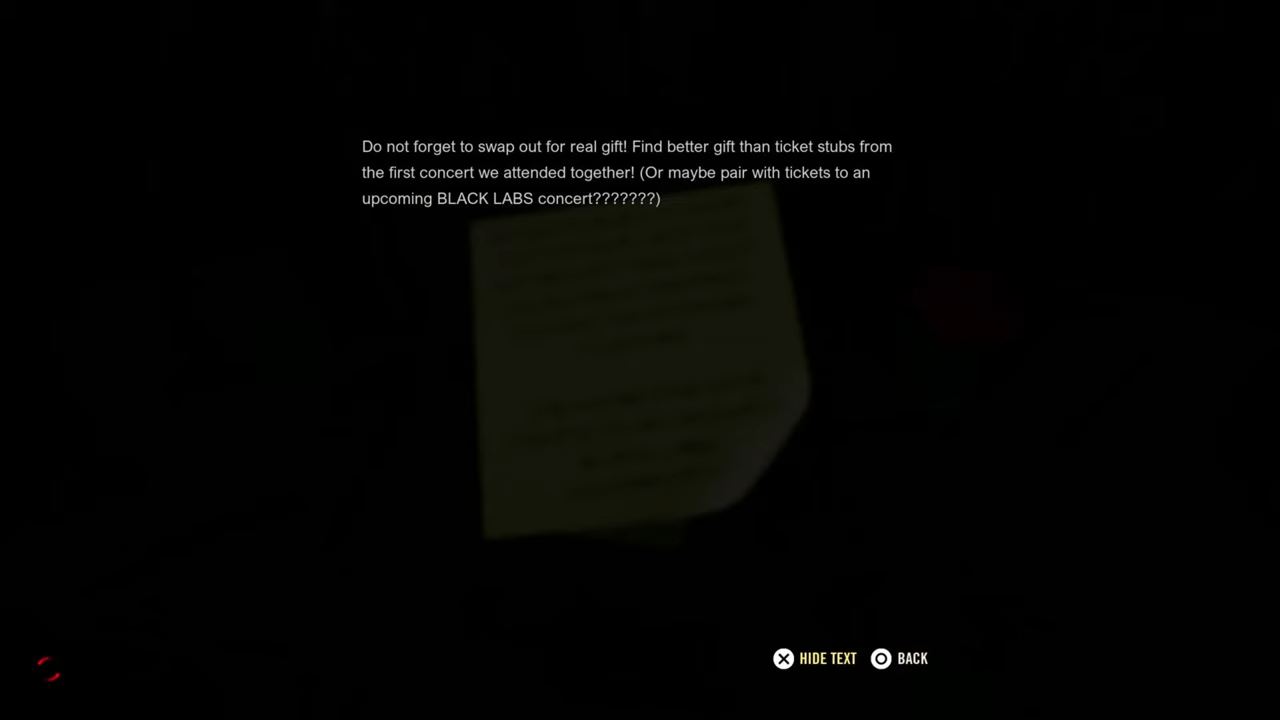 Do not forget to swap out for real gift! Find better gift than ticket stubs from
the first concert we attended together! (Or maybe pair with tickets to an
upcoming BLACK LABS concert???????)
HIDE TEXT
BACK